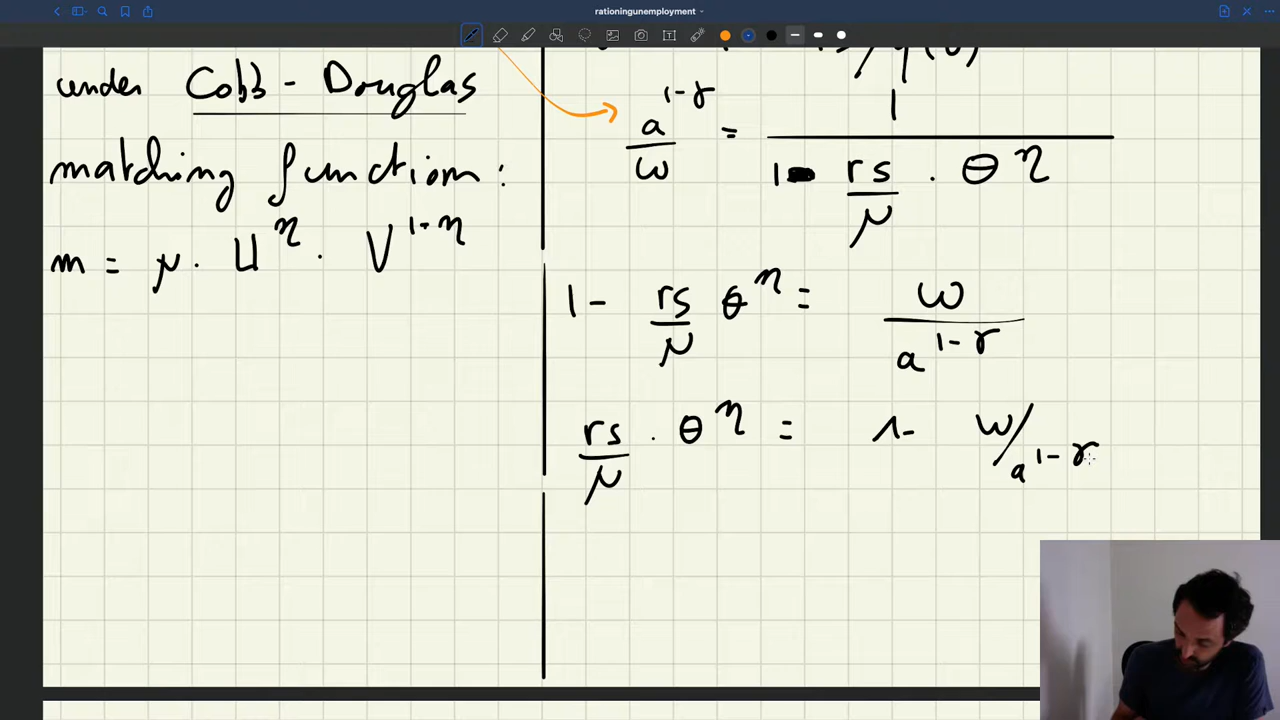 rationingunemployment
under Cobb - Douglas
matching function:
m = μ . U^η . V^1-η
a^1-γ / ω = 1 / 1 - rs/μ . θ^η
1 - rs/μ θ^η = ω / a^1-γ
rs/μ . θ^η = 1 - ω/a^1-γ